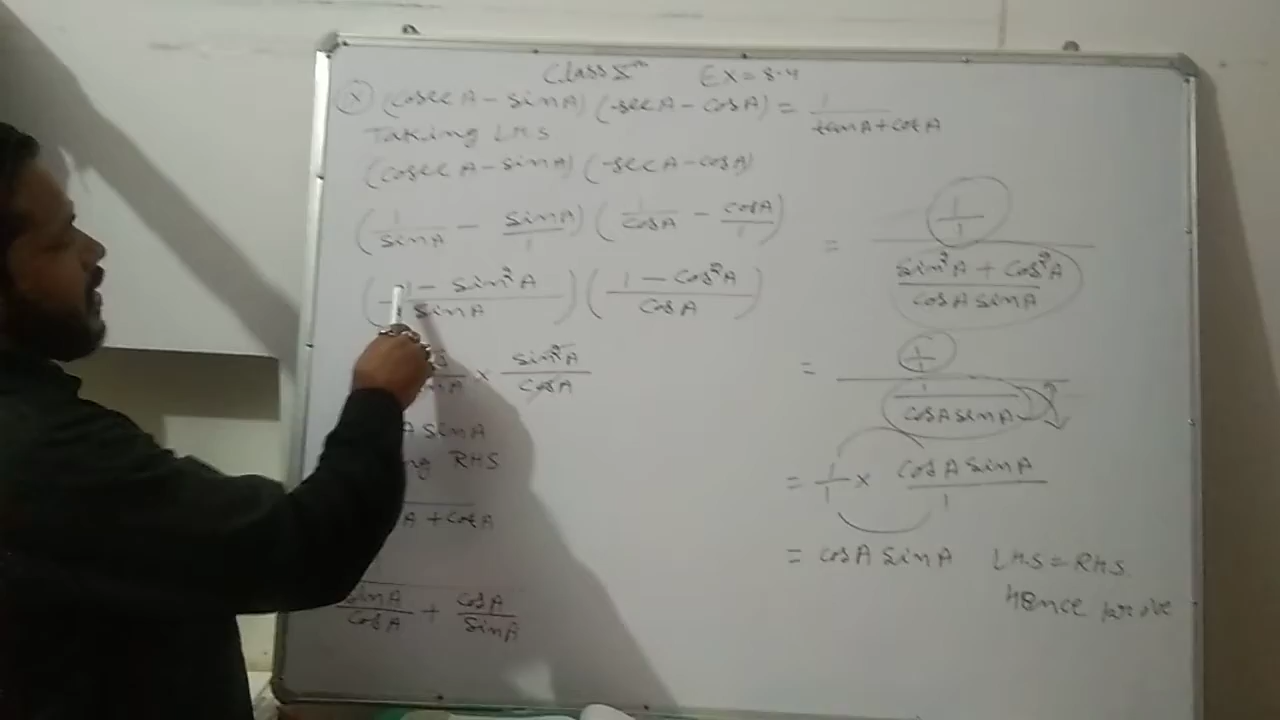 Class Xth Ex = 8.4
(x) (cosec A - sin A) (sec A - cos A) = 1/(tan A + cot A)
Taking LHS
(cosec A - sin A) (sec A - cos A)
(1/sin A - sin A/1) (1/cos A - cos A/1)
(1 - sin²A / sin A) (1 - cos²A / cos A)
× sin²A/cos A
A sin A
ng RHS
A + cot A
sin A/cos A + cos A/sin A
= (1/1) / ((sin²A + cos²A)/(cos A sin A))
= 1/1 / (1/(cos A sin A))
= 1/1 × (cos A sin A)/1
= cos A sin A LHS = RHS.
Hence prove